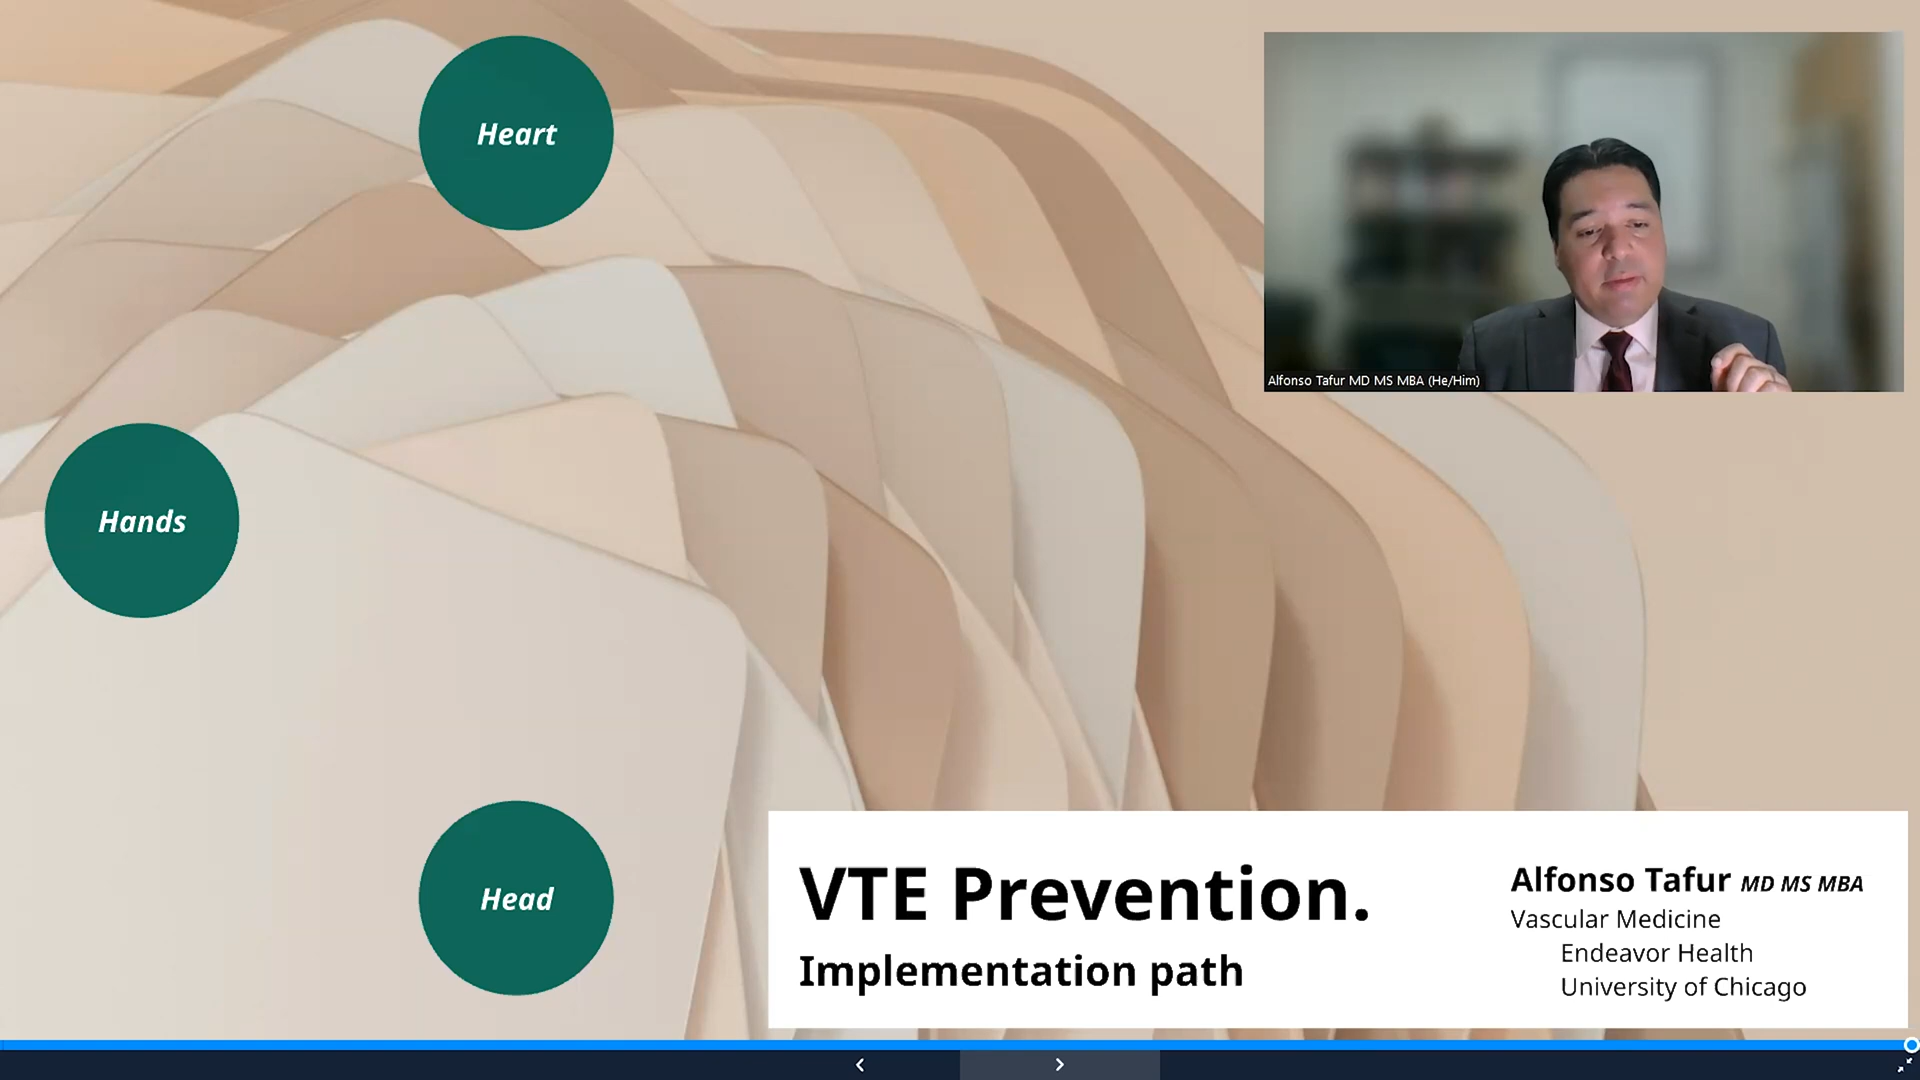 Heart
Alfonso Tafur MD MS MBA (He/Him)
Hands
Head
VTE Prevention.
Implementation path
Alfonso Tafur MD MS MBA
Vascular Medicine
Endeavor Health
University of Chicago